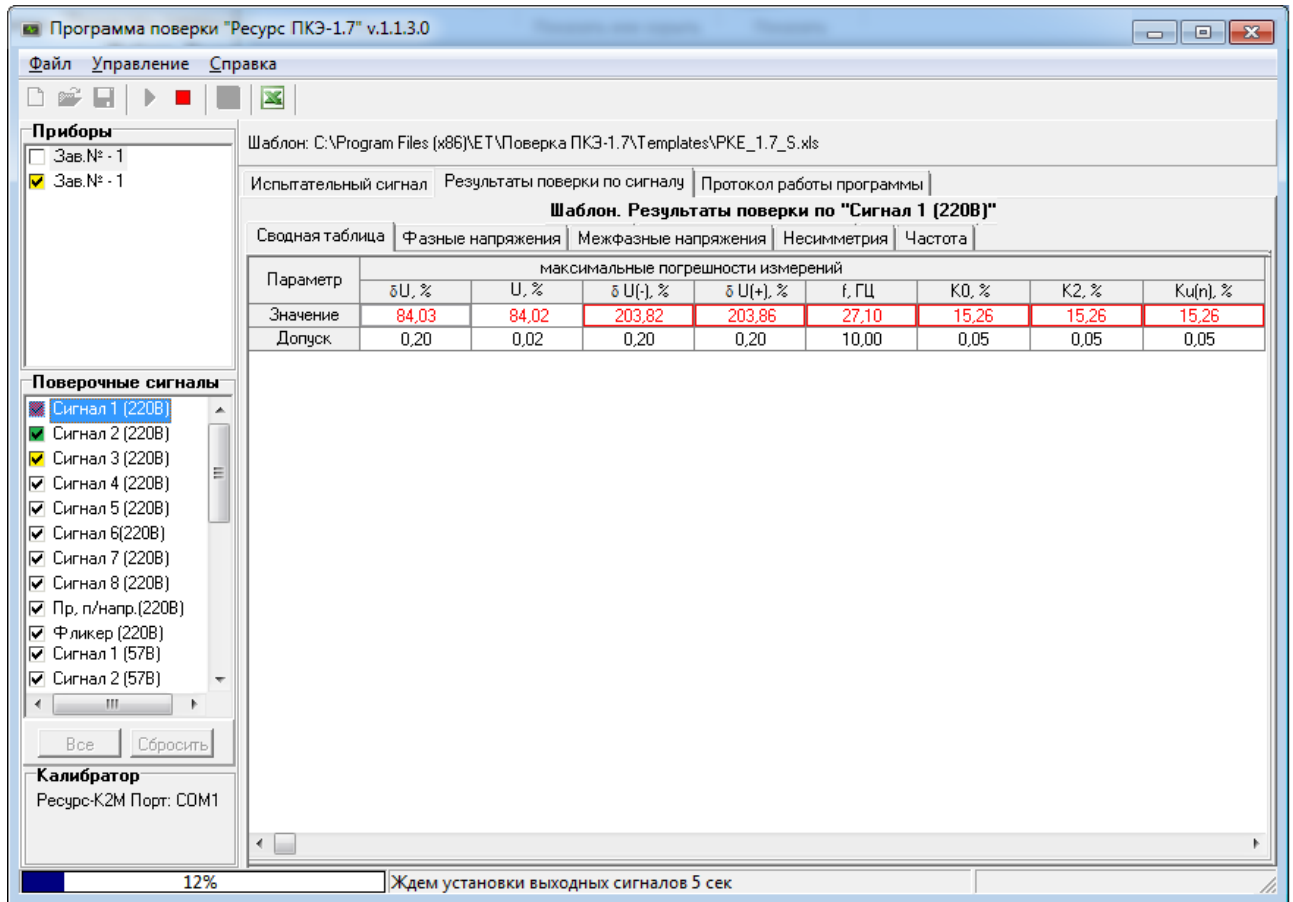 Программа поверки "Ресурс ПКЭ-1.7" v.1.1.3.0
Файл Управление Справка
Приборы
Зав.№ - 1
Зав.№ - 1
Шаблон: C:\Program Files (x86)\ET\Поверка ПКЭ-1.7\Templates\PKE_1.7_S.xls
Испытательный сигнал Результаты поверки по сигналу Протокол работы программы
Шаблон. Результаты поверки по "Сигнал 1 (220В)"
Сводная таблица Фазные напряжения Межфазные напряжения Несимметрия Частота
Параметр максимальные погрешности измерений
δU, % U, % δ U(-), % δ U(+), % f, ГЦ K0, % K2, % Ku(n), %
Значение 84,03 84,02 203,82 203,86 27,10 15,26 15,26 15,26
Допуск 0,20 0,02 0,20 0,20 10,00 0,05 0,05 0,05
Поверочные сигналы
Сигнал 1 (220В)
Сигнал 2 (220В)
Сигнал 3 (220В)
Сигнал 4 (220В)
Сигнал 5 (220В)
Сигнал 6(220В)
Сигнал 7 (220В)
Сигнал 8 (220В)
Пр, п/напр.(220В)
Фликер (220В)
Сигнал 1 (57В)
Сигнал 2 (57В)
Все Сбросить
Калибратор
Ресурс-К2М Порт: COM1
12% Ждем установки выходных сигналов 5 сек